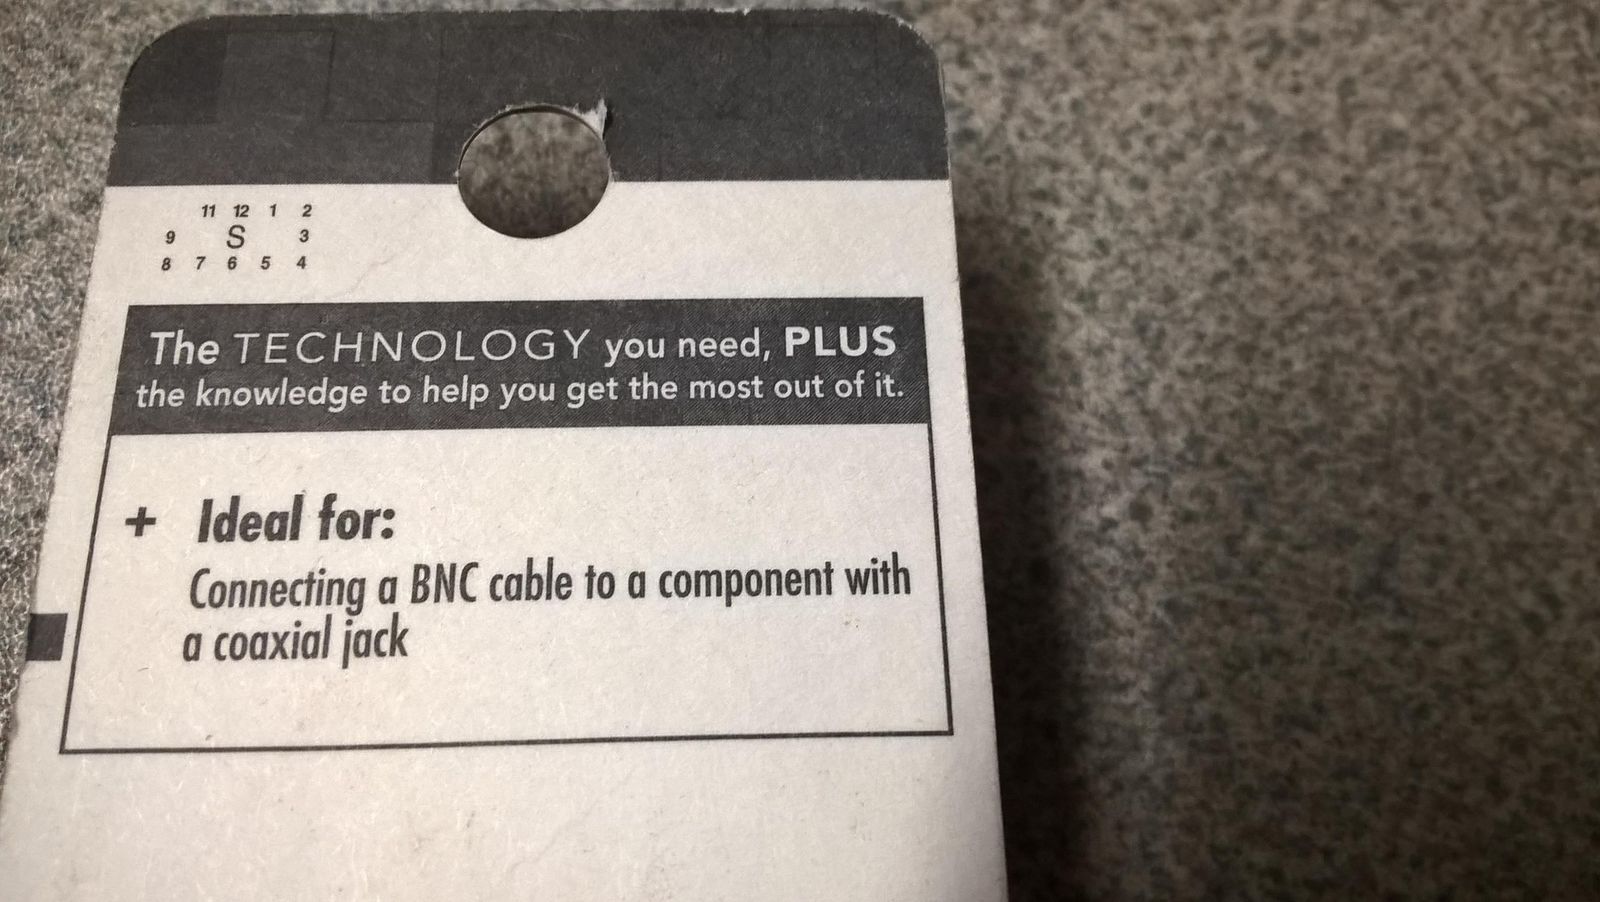 11 12 1 2
9 S 3
8 7 6 5 4
The TECHNOLOGY you need, PLUS
the knowledge to help you get the most out of it.
+ Ideal for:
Connecting a BNC cable to a component with
a coaxial jack